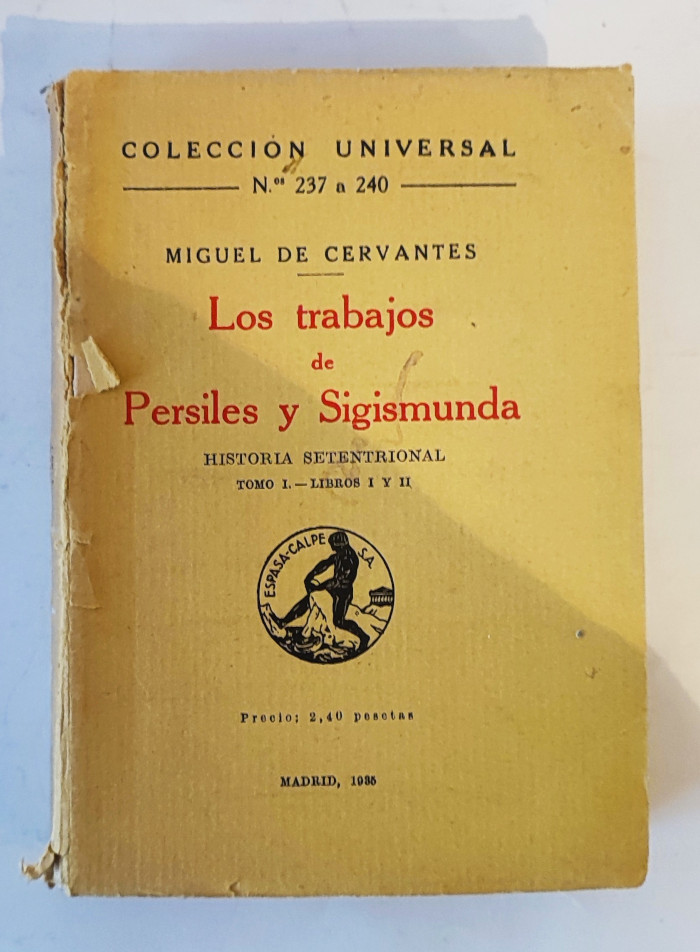 COLECCIÓN UNIVERSAL
N.os 237 a 240
MIGUEL DE CERVANTES
Los trabajos
de
Persiles y Sigismunda
HISTORIA SETENTRIONAL
TOMO I.—LIBROS I Y II
ESPASA-CALPE S.A.
Precio: 2,40 pesetas
MADRID, 1935